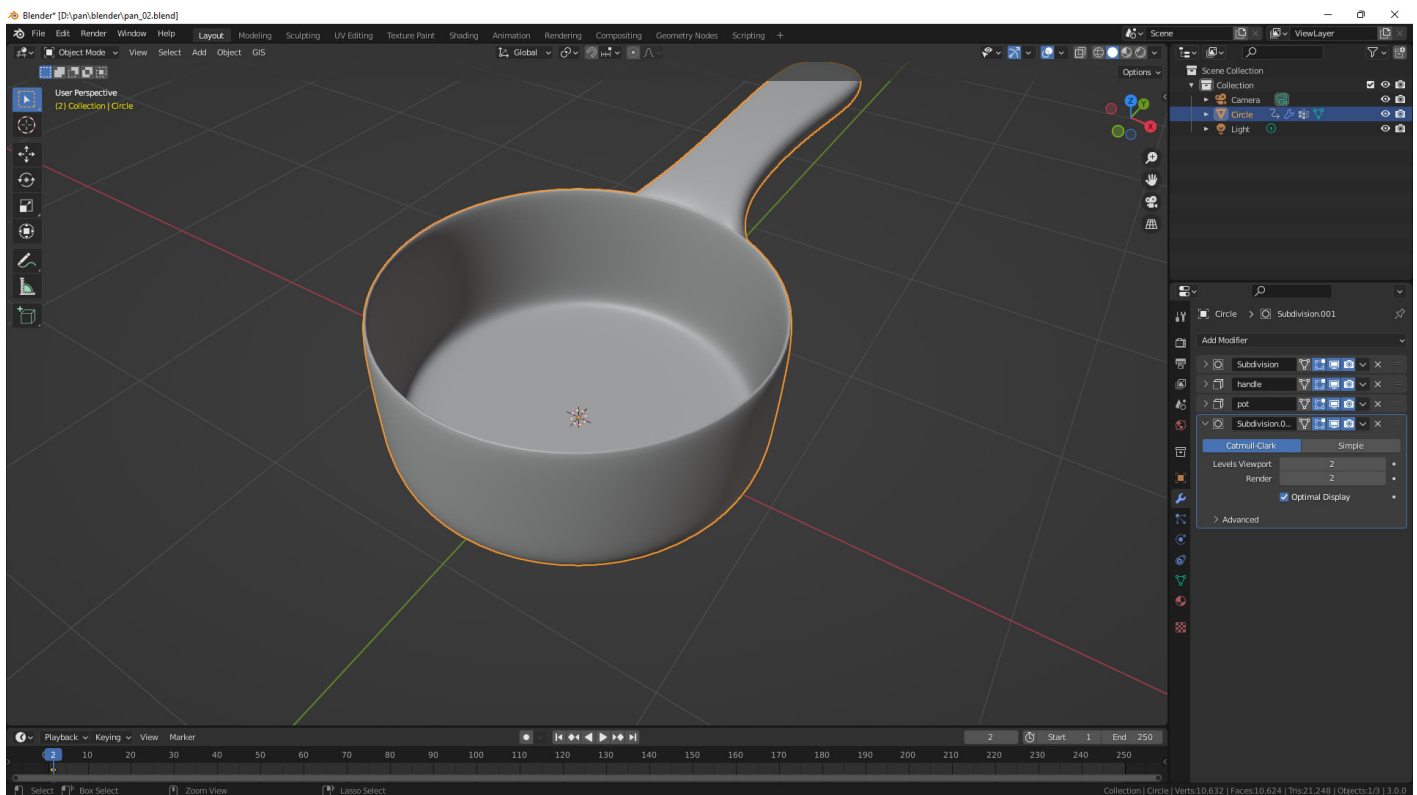 Blender* [D:\pan\blender\pan_02.blend]
File Edit Render Window Help Layout Modeling Sculpting UV Editing Texture Paint Shading Animation Rendering Compositing Geometry Nodes Scripting + Scene ViewLayer
Object Mode View Select Add Object GIS Global
Options
User Perspective
(2) Collection | Circle
Z
Y
X
Scene Collection
Collection
Camera
Circle
Light
Circle > Subdivision.001
Add Modifier
Subdivision
handle
pot
Subdivision.0...
Catmull-Clark Simple
Levels Viewport 2
Render 2
Optimal Display
Advanced
Playback Keying View Marker 2 Start 1 End 250
2 10 20 30 40 50 60 70 80 90 100 110 120 130 140 150 160 170 180 190 200 210 220 230 240 250
Select Box Select Zoom View Lasso Select Collection | Circle | Verts:10,632 | Faces:10,624 | Tris:21,248 | Objects:1/3 | 3.0.0